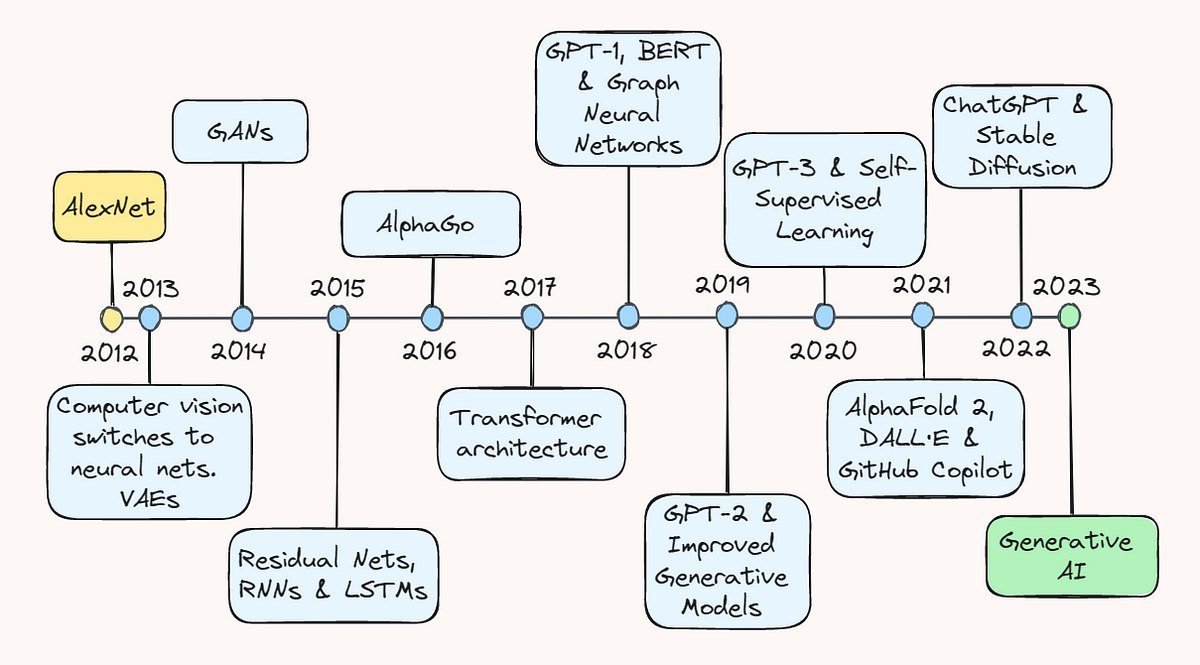 AlexNet
2012
2013
Computer vision
switches to
neural nets.
VAEs
GANs
2014
2015
Residual Nets,
RNNs & LSTMs
AlphaGo
2016
2017
Transformer
architecture
GPT-1, BERT
& Graph
Neural
Networks
2018
2019
GPT-2 &
Improved
Generative
Models
GPT-3 & Self-
Supervised
Learning
2020
2021
AlphaFold 2,
DALL·E &
GitHub Copilot
ChatGPT &
Stable
Diffusion
2022
2023
Generative
AI